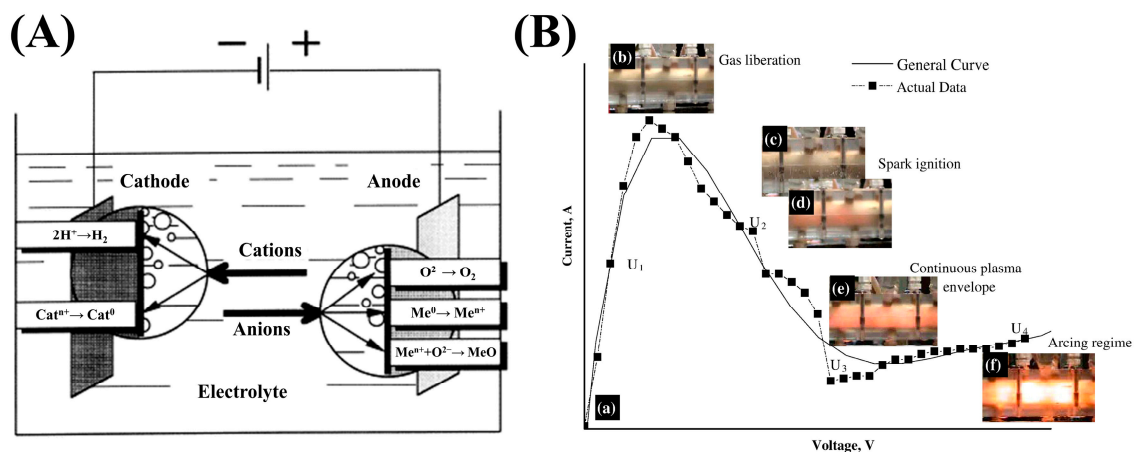 (A)
− +
Cathode
Anode
2H⁺→H₂
Catⁿ⁺→ Cat⁰
Cations
Anions
O² → O₂
Me⁰→ Meⁿ⁺
Meⁿ⁺+O²⁻→ MeO
Electrolyte
(B)
(b)
Gas liberation
General Curve
Actual Data
(c)
Spark ignition
(d)
U₁
U₂
Continuous plasma
envelope
(e)
U₃
U₄
Arcing regime
(f)
(a)
Current, A
Voltage, V